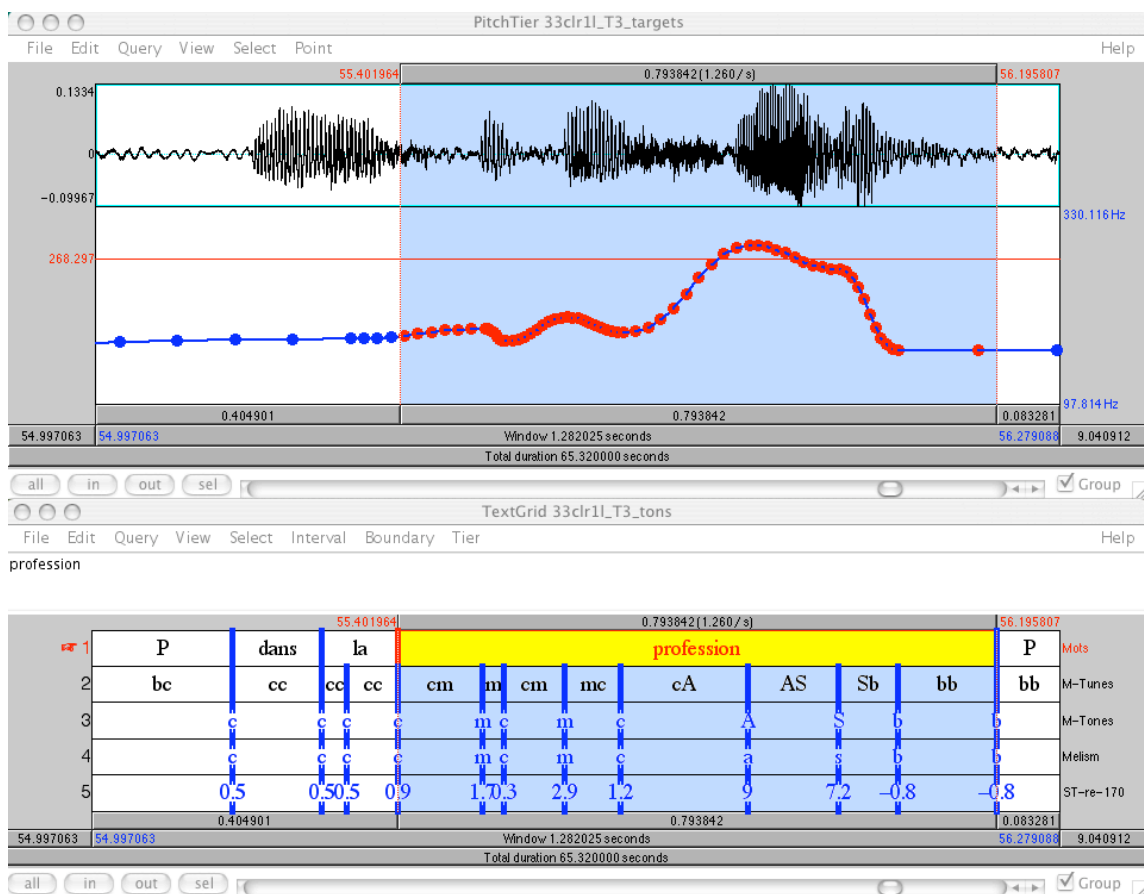 PitchTier 33clr1l_T3_targets
File Edit Query View Select Point Help
55.401964 0.793842 (1.260 / s) 56.195807
0.1334
0
−0.09967
330.116 Hz
268.297
97.814 Hz
0.404901 0.793842 0.083281
54.997063 54.997063 Window 1.282025 seconds 56.279088 9.040912
Total duration 65.320000 seconds
all in out sel Group
TextGrid 33clr1l_T3_tons
File Edit Query View Select Interval Boundary Tier Help
profession
55.401964 0.793842 (1.260 / s) 56.195807
☞ 1 P dans la profession P Mots
2 bc cc cc cc cm m cm mc cA AS Sb bb bb M-Tunes
3 c c c c m c m c A S b b M-Tones
4 c c c c m c m c a s b b Melism
5 0.5 0.5 0.5 0.9 1.7 0.3 2.9 1.2 9 7.2 −0.8 −0.8 ST-re-170
0.404901 0.793842 0.083281
54.997063 54.997063 Window 1.282025 seconds 56.279088 9.040912
Total duration 65.320000 seconds
all in out sel Group